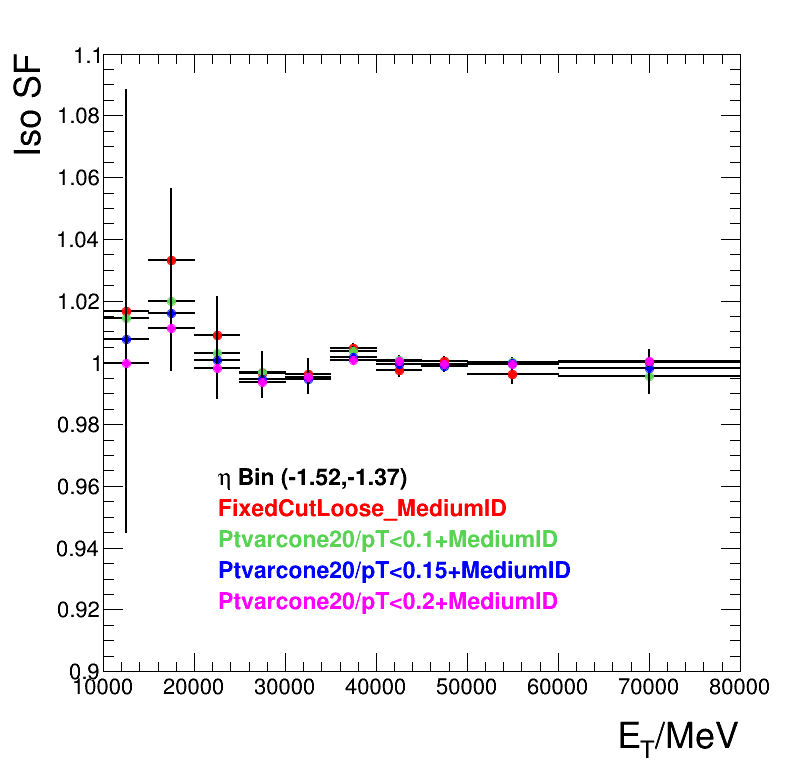 Iso SF
1.1
1.08
1.06
1.04
1.02
1
0.98
0.96
0.94
0.92
0.9
η Bin (-1.52,-1.37)
FixedCutLoose_MediumID
Ptvarcone20/pT<0.1+MediumID
Ptvarcone20/pT<0.15+MediumID
Ptvarcone20/pT<0.2+MediumID
10000 20000 30000 40000 50000 60000 70000 80000
E_T/MeV